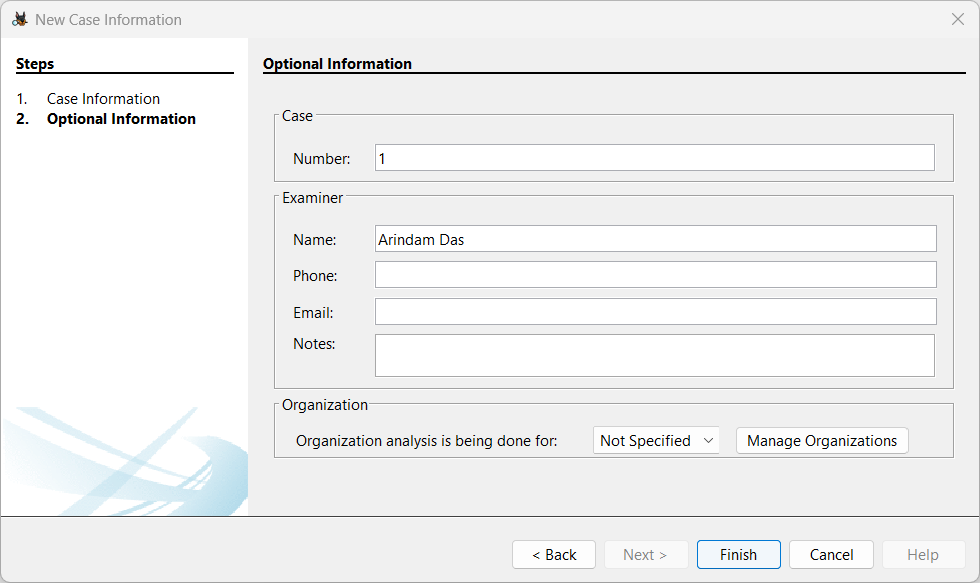 New Case Information
Steps
1. Case Information
2. Optional Information
Optional Information
Case
Number: 1
Examiner
Name: Arindam Das
Phone:
Email:
Notes:
Organization
Organization analysis is being done for: Not Specified Manage Organizations
< Back Next > Finish Cancel Help